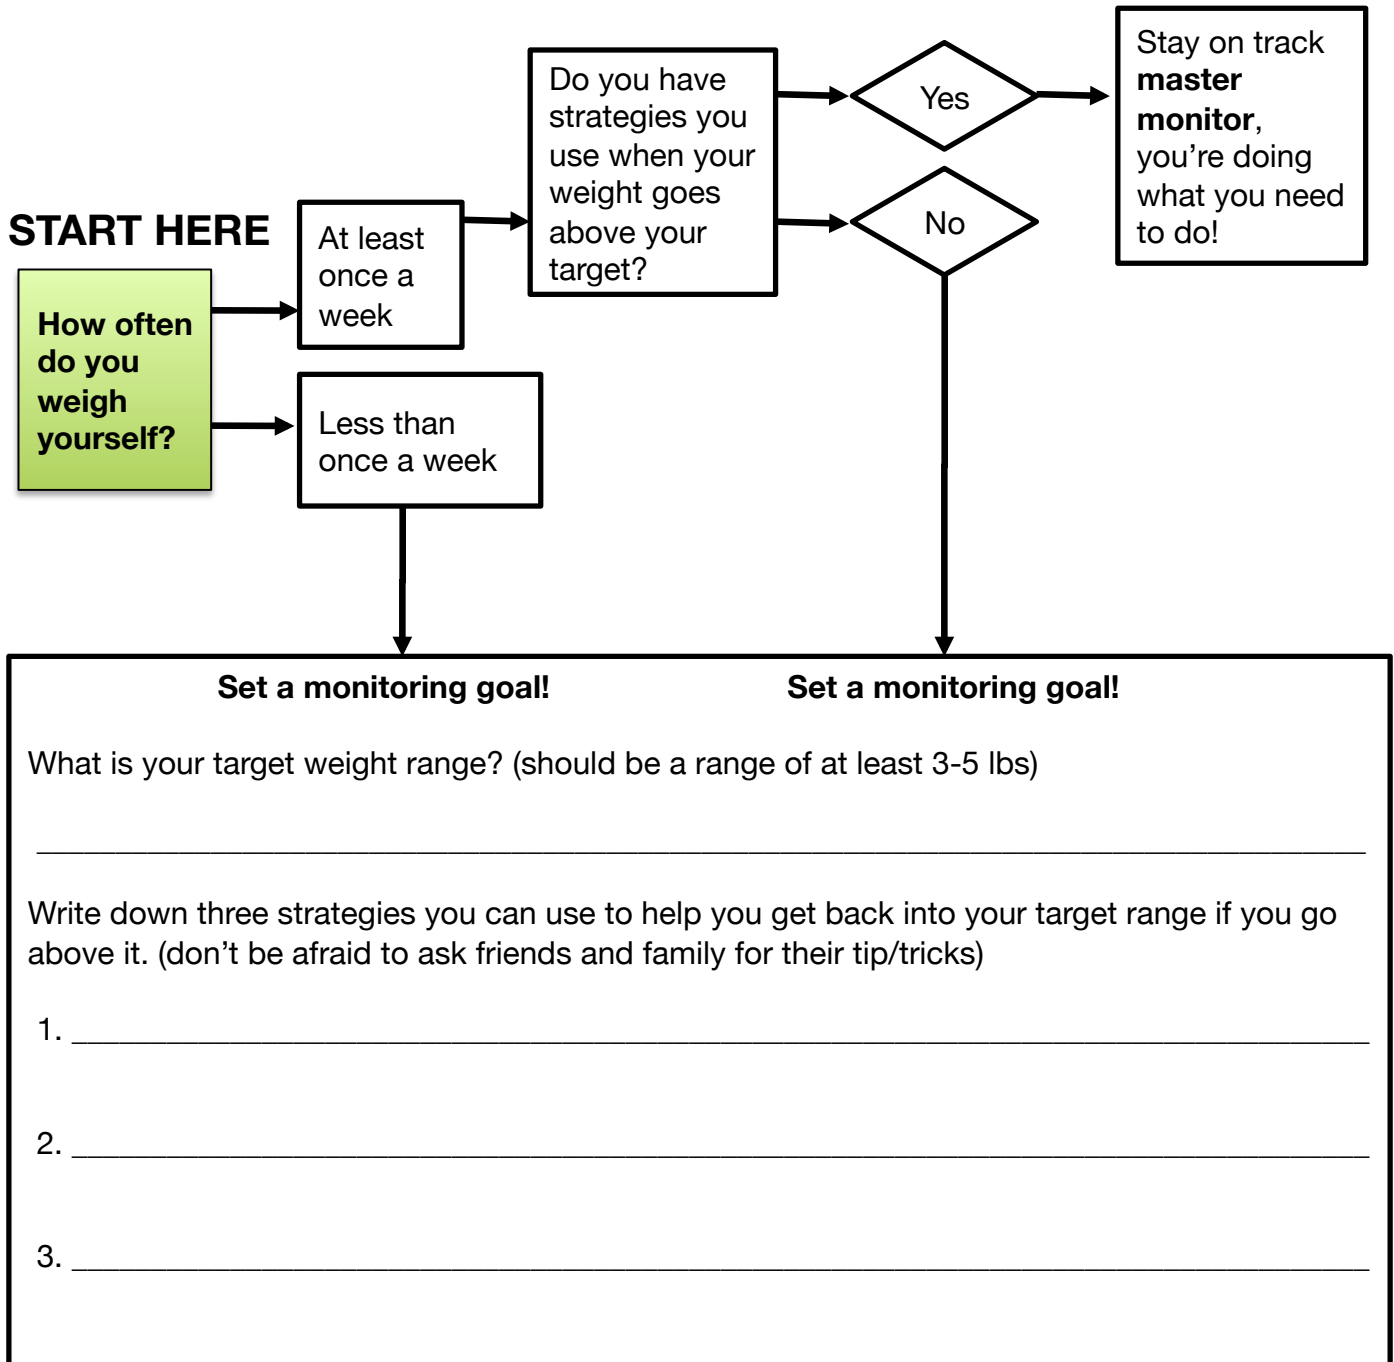 START HERE
How often
do you
weigh
yourself?
At least
once a
week
Less than
once a week
Do you have
strategies you
use when your
weight goes
above your
target?
Yes
No
Stay on track
master
monitor,
you’re doing
what you need
to do!
Set a monitoring goal!
Set a monitoring goal!
What is your target weight range? (should be a range of at least 3-5 lbs)
Write down three strategies you can use to help you get back into your target range if you go
above it. (don’t be afraid to ask friends and family for their tip/tricks)
1.
2.
3.